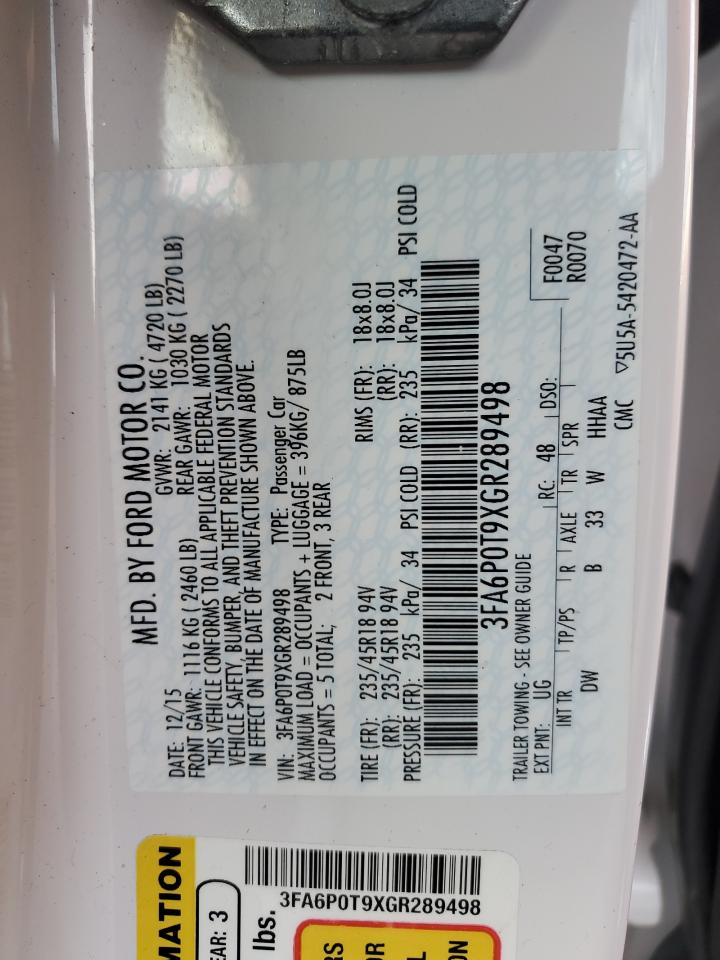 MFD. BY FORD MOTOR CO.
DATE: 12/15 GVWR: 2141 KG ( 4720 LB)
FRONT GAWR: 1116 KG ( 2460 LB) REAR GAWR: 1030 KG ( 2270 LB)
THIS VEHICLE CONFORMS TO ALL APPLICABLE FEDERAL MOTOR
VEHICLE SAFETY, BUMPER, AND THEFT PREVENTION STANDARDS
IN EFFECT ON THE DATE OF MANUFACTURE SHOWN ABOVE.
VIN: 3FA6P0T9XGR289498 TYPE: Passenger Car
MAXIMUM LOAD = OCCUPANTS + LUGGAGE = 396KG/ 875LB
OCCUPANTS = 5 TOTAL; 2 FRONT, 3 REAR
TIRE (FR): 235/45R18 94V RIMS (FR): 18x8.0J
(RR): 235/45R18 94V (RR): 18x8.0J
PRESSURE (FR): 235 kPa/ 34 PSI COLD (RR): 235 kPa/ 34 PSI COLD
3FA6P0T9XGR289498
TRAILER TOWING - SEE OWNER GUIDE
F0047
R0070
EXT PNT: UG RC: 48 DSO:
INT TR TP/PS R AXLE TR SPR
DW B 33 W HHAA
CMC ▽5U5A-5420472-AA
MATION
EAR: 3
lbs.
3FA6P0T9XGR289498
RS
OR
L
ON